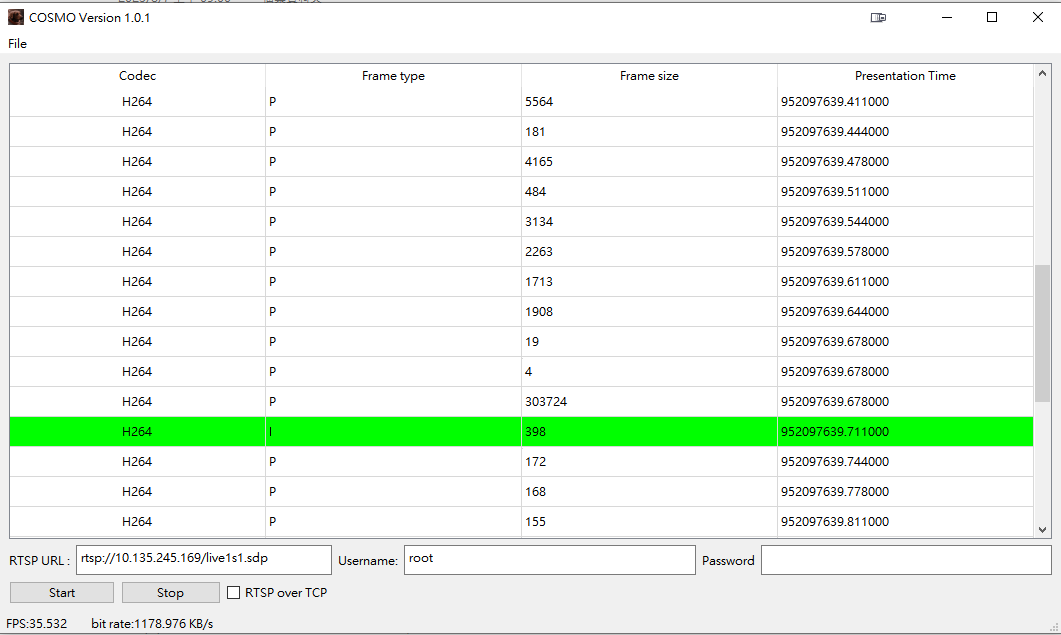 COSMO Version 1.0.1
File
Codec Frame type Frame size Presentation Time
H264 P 5564 952097639.411000
H264 P 181 952097639.444000
H264 P 4165 952097639.478000
H264 P 484 952097639.511000
H264 P 3134 952097639.544000
H264 P 2263 952097639.578000
H264 P 1713 952097639.611000
H264 P 1908 952097639.644000
H264 P 19 952097639.678000
H264 P 4 952097639.678000
H264 P 303724 952097639.678000
H264 I 398 952097639.711000
H264 P 172 952097639.744000
H264 P 168 952097639.778000
H264 P 155 952097639.811000
RTSP URL : rtsp://10.135.245.169/live1s1.sdp Username: root Password
Start Stop RTSP over TCP
FPS:35.532 bit rate:1178.976 KB/s